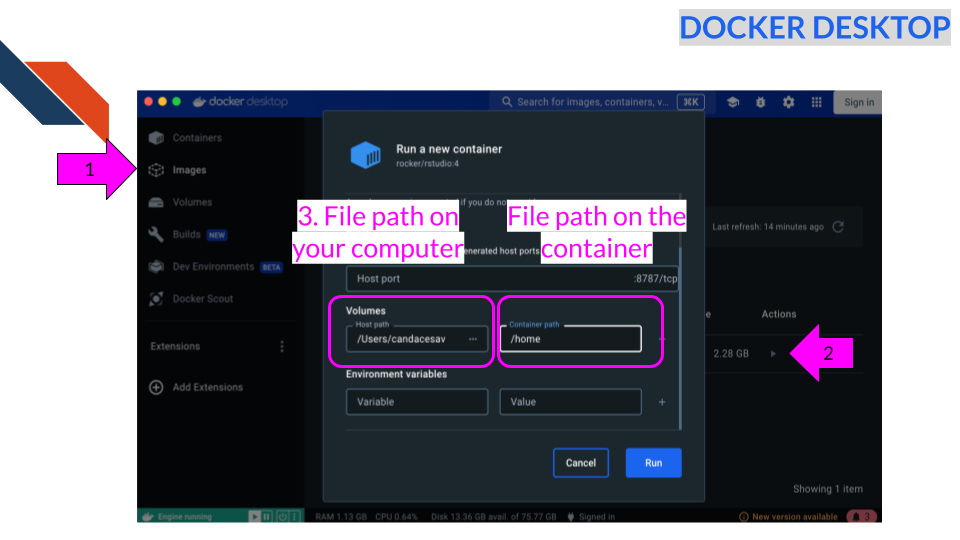 DOCKER DESKTOP
docker desktop
Search for images, containers, v...
⌘K
Sign in
1
Containers
Images
Volumes
Builds NEW
Dev Environments BETA
Docker Scout
Extensions
Add Extensions
Run a new container
rocker/rstudio:4
if you do no
3. File path on
your computer
File path on the
container
enerated host ports
Host port :8787/tcp
Volumes
Host path
/Users/candacesav ...
Container path
/home
Environment variables
Variable
Value
+
Cancel
Run
Last refresh: 14 minutes ago
e
Actions
2.28 GB
2
Showing 1 item
Engine running
RAM 1.13 GB CPU 0.64% Disk 13.36 GB avail. of 75.77 GB Signed in
New version available
3